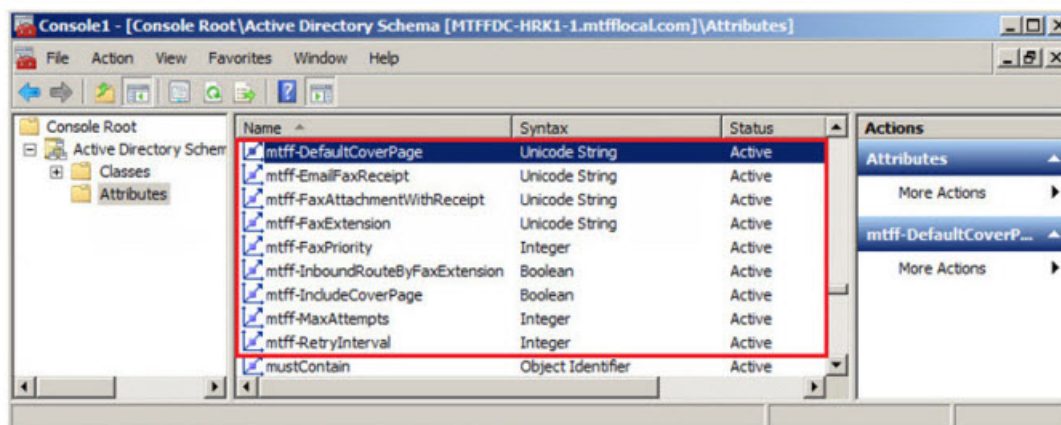 Console1 - [Console Root\Active Directory Schema [MTFFDC-HRK1-1.mtfflocal.com]\Attributes]
File Action View Favorites Window Help
Console Root
Active Directory Schem
Classes
Attributes
Name Syntax Status
mtff-DefaultCoverPage Unicode String Active
mtff-EmailFaxReceipt Unicode String Active
mtff-FaxAttachmentWithReceipt Unicode String Active
mtff-FaxExtension Unicode String Active
mtff-FaxPriority Integer Active
mtff-InboundRouteByFaxExtension Boolean Active
mtff-IncludeCoverPage Boolean Active
mtff-MaxAttempts Integer Active
mtff-RetryInterval Integer Active
mustContain Object Identifier Active
Actions
Attributes
More Actions
mtff-DefaultCoverP...
More Actions